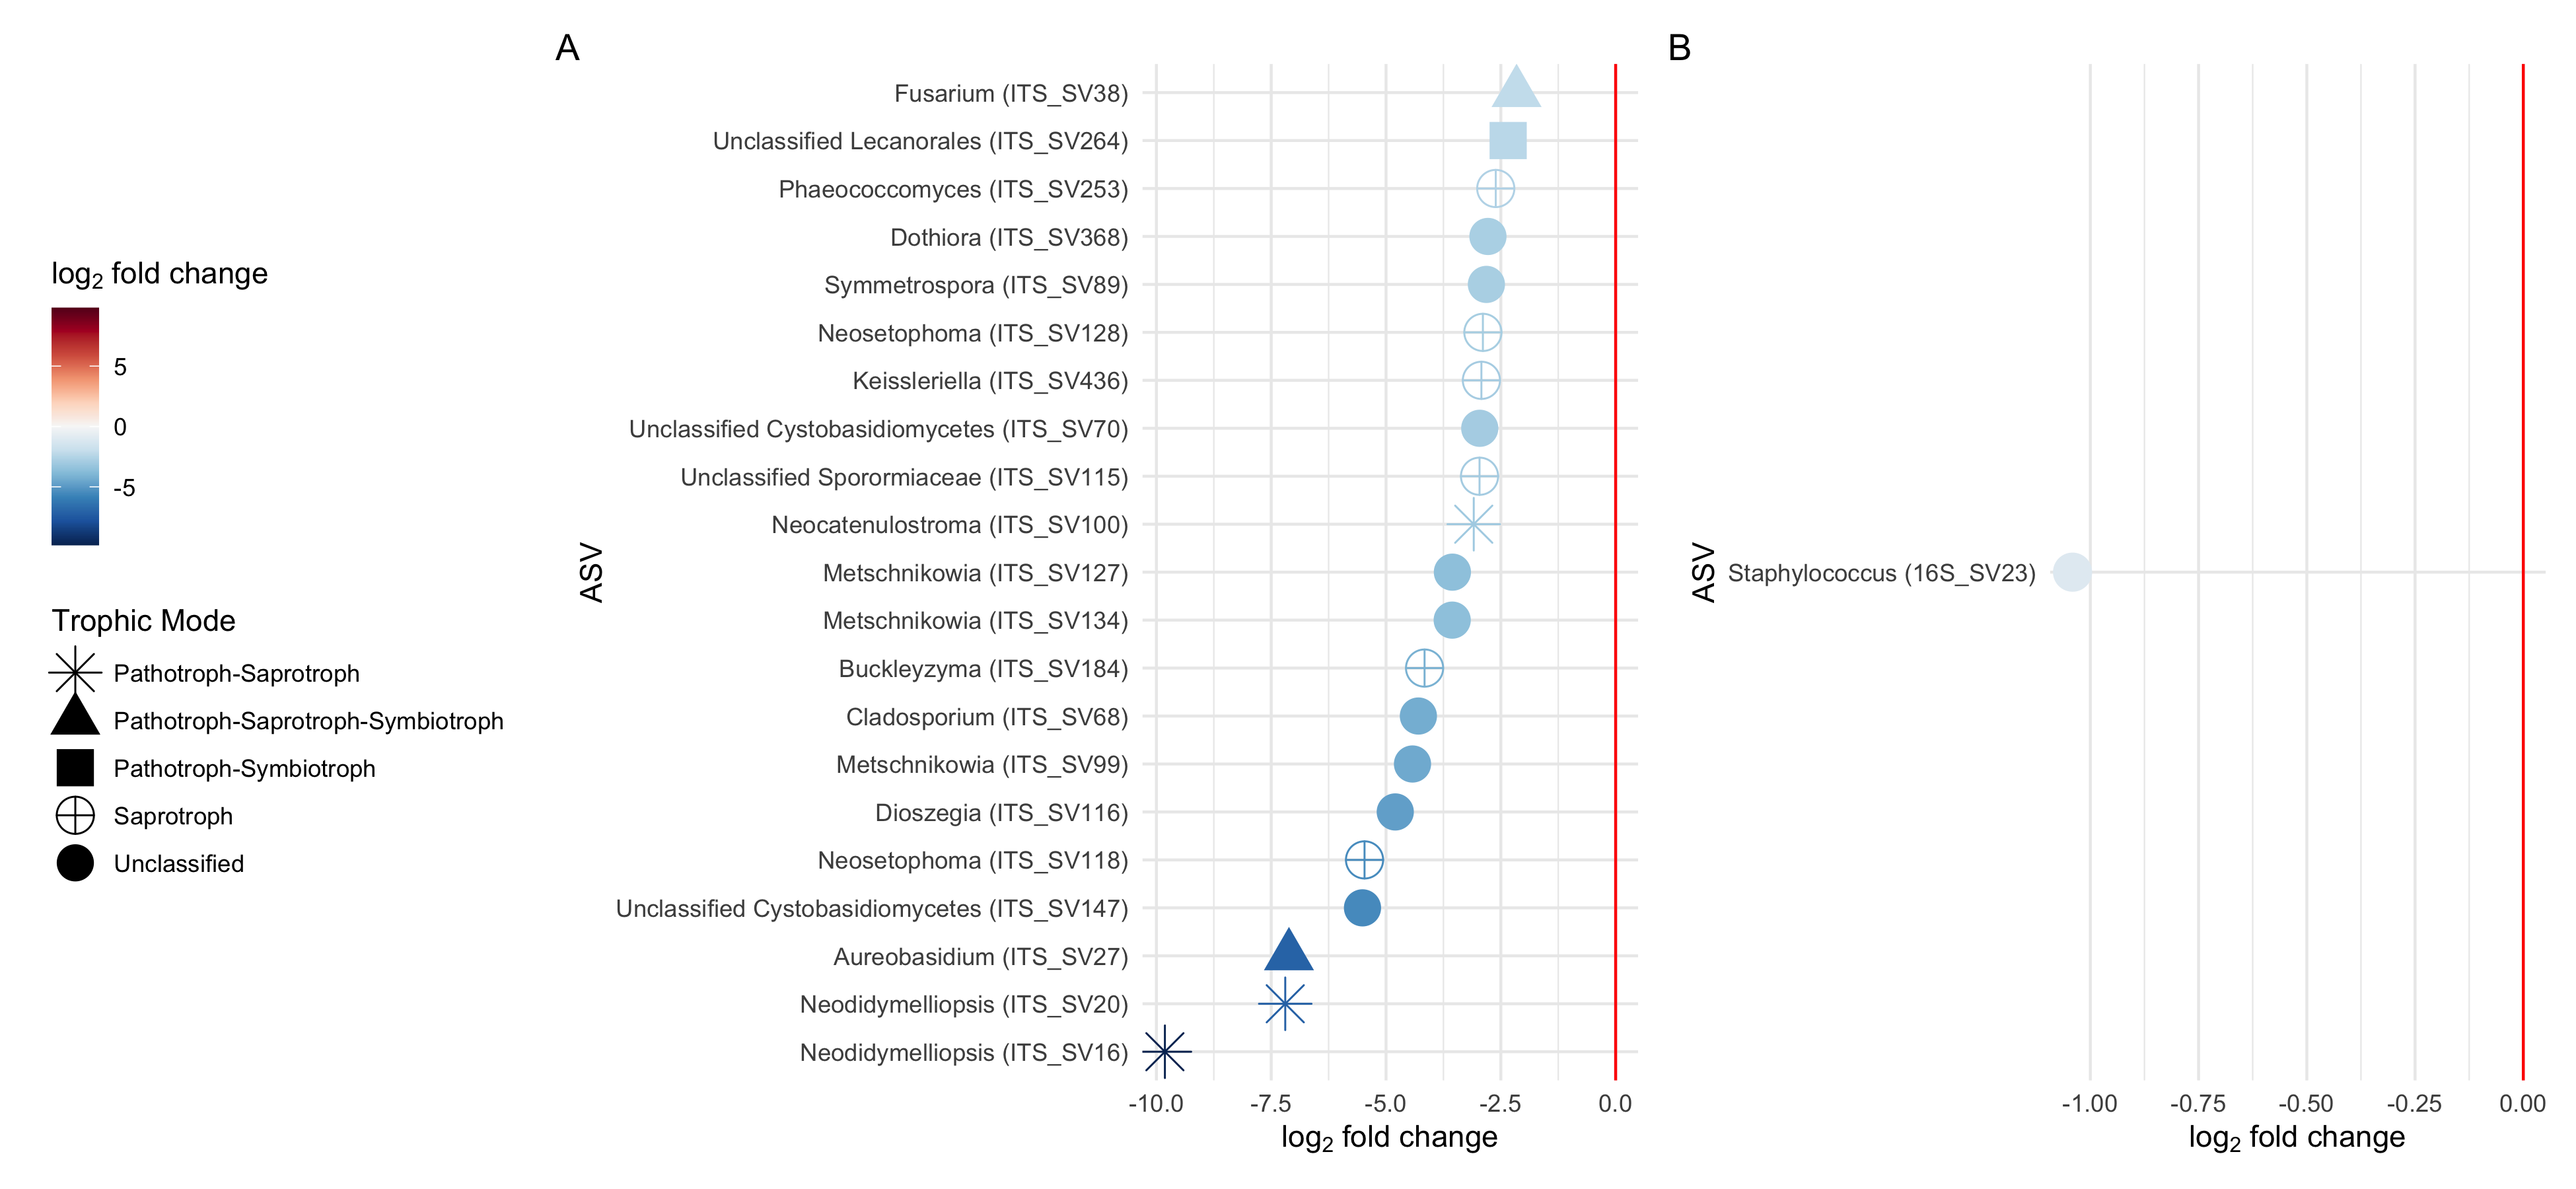 log2 fold change
5
0
-5
Trophic Mode
Pathotroph-Saprotroph
Pathotroph-Saprotroph-Symbiotroph
Pathotroph-Symbiotroph
Saprotroph
Unclassified
A
ASV
Fusarium (ITS_SV38)
Unclassified Lecanorales (ITS_SV264)
Phaeococcomyces (ITS_SV253)
Dothiora (ITS_SV368)
Symmetrospora (ITS_SV89)
Neosetophoma (ITS_SV128)
Keissleriella (ITS_SV436)
Unclassified Cystobasidiomycetes (ITS_SV70)
Unclassified Sporormiaceae (ITS_SV115)
Neocatenulostroma (ITS_SV100)
Metschnikowia (ITS_SV127)
Metschnikowia (ITS_SV134)
Buckleyzyma (ITS_SV184)
Cladosporium (ITS_SV68)
Metschnikowia (ITS_SV99)
Dioszegia (ITS_SV116)
Neosetophoma (ITS_SV118)
Unclassified Cystobasidiomycetes (ITS_SV147)
Aureobasidium (ITS_SV27)
Neodidymelliopsis (ITS_SV20)
Neodidymelliopsis (ITS_SV16)
-10.0 -7.5 -5.0 -2.5 0.0
log2 fold change
B
ASV
Staphylococcus (16S_SV23)
-1.00 -0.75 -0.50 -0.25 0.00
log2 fold change